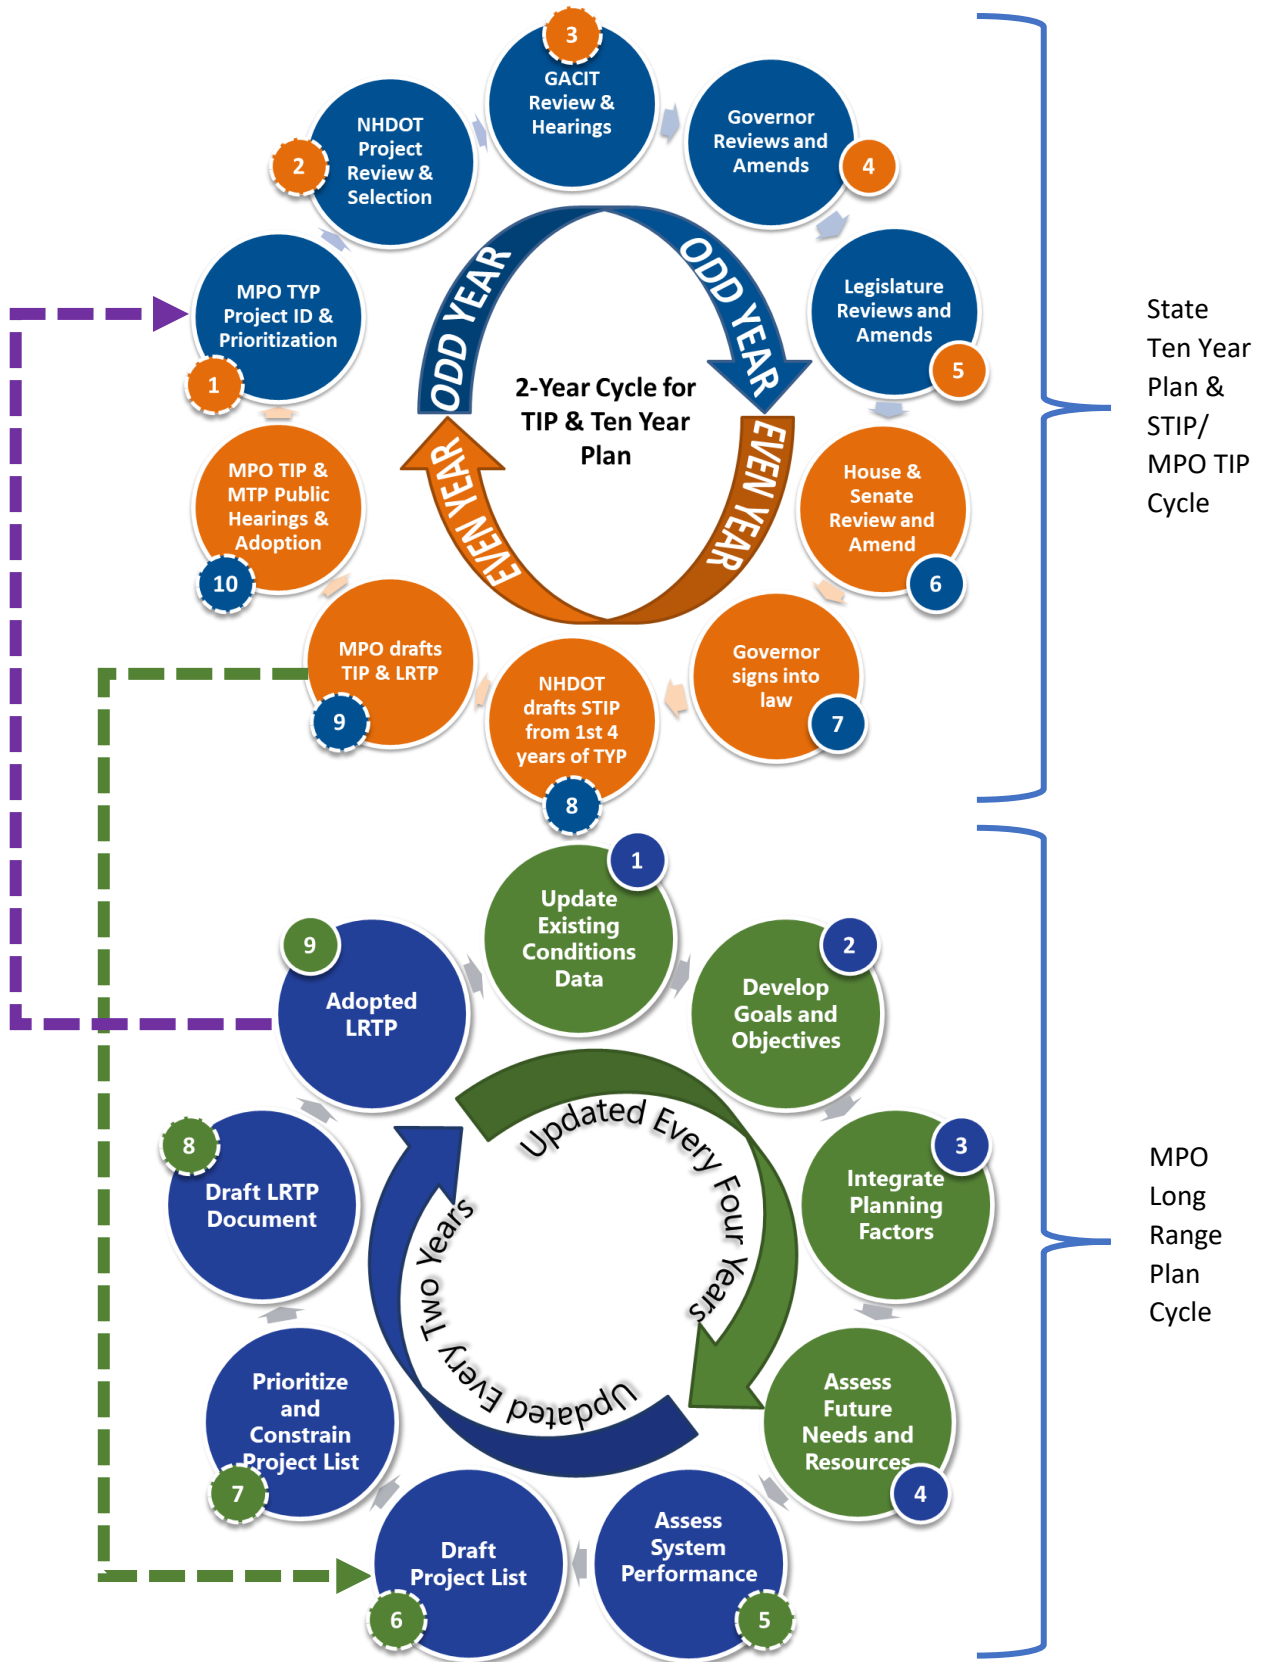 3
GACIT
Review &
Hearings
2
NHDOT
Project
Review &
Selection
Governor
Reviews and
Amends
4
MPO TYP
Project ID &
Prioritization
1
Legislature
Reviews and
Amends
5
ODD YEAR
ODD YEAR
2-Year Cycle for
TIP & Ten Year
Plan
EVEN YEAR
EVEN YEAR
MPO TIP &
MTP Public
Hearings &
Adoption
10
House &
Senate
Review and
Amend
6
MPO drafts
TIP & LRTP
9
NHDOT
drafts STIP
from 1st 4
years of TYP
8
Governor
signs into
law
7
State
Ten Year
Plan &
STIP/
MPO TIP
Cycle
1
Update
Existing
Conditions
Data
9
Adopted
LRTP
2
Develop
Goals and
Objectives
8
Draft LRTP
Document
3
Integrate
Planning
Factors
Updated Every Four Years
Updated Every Two Years
Prioritize
and
Constrain
Project List
7
Assess
Future
Needs and
Resources
4
Draft
Project List
6
Assess
System
Performance
5
MPO
Long
Range
Plan
Cycle